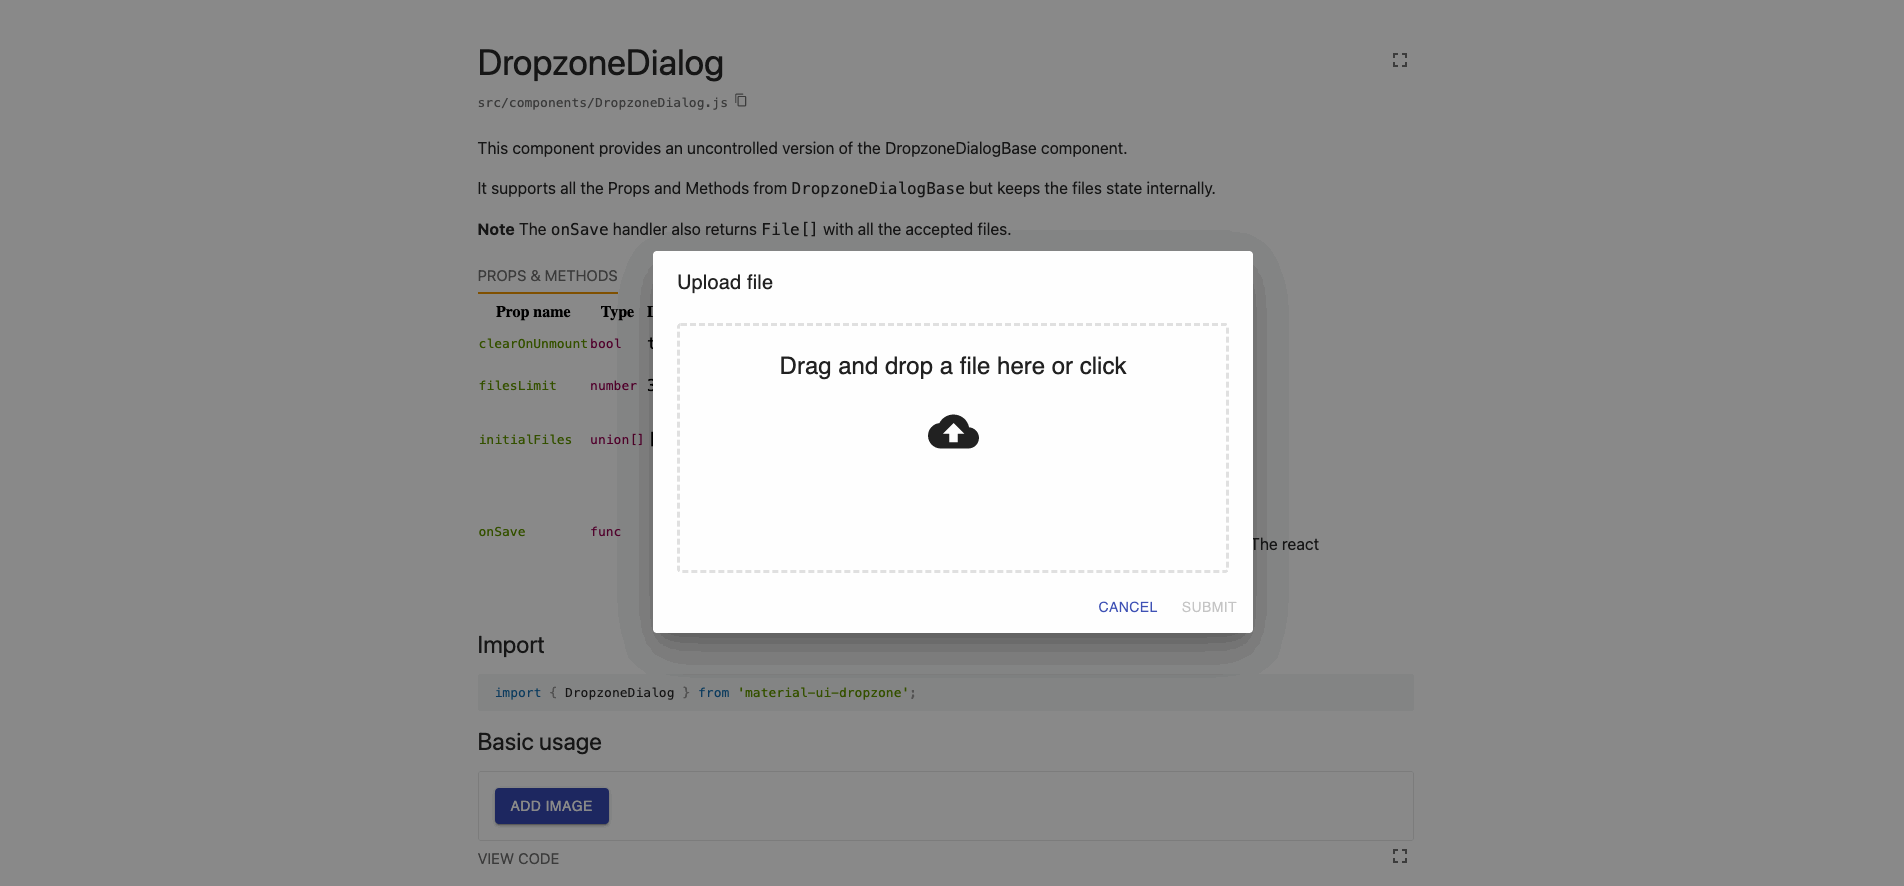 DropzoneDialog
src/components/DropzoneDialog.js
This component provides an uncontrolled version of the DropzoneDialogBase component.
It supports all the Props and Methods from DropzoneDialogBase but keeps the files state internally.
Note The onSave handler also returns File[] with all the accepted files.
PROPS & METHODS
Prop name Type
clearOnUnmount bool
filesLimit number
initialFiles union[]
onSave func
The react
Upload file
Drag and drop a file here or click
CANCEL SUBMIT
Import
import { DropzoneDialog } from 'material-ui-dropzone';
Basic usage
ADD IMAGE
VIEW CODE